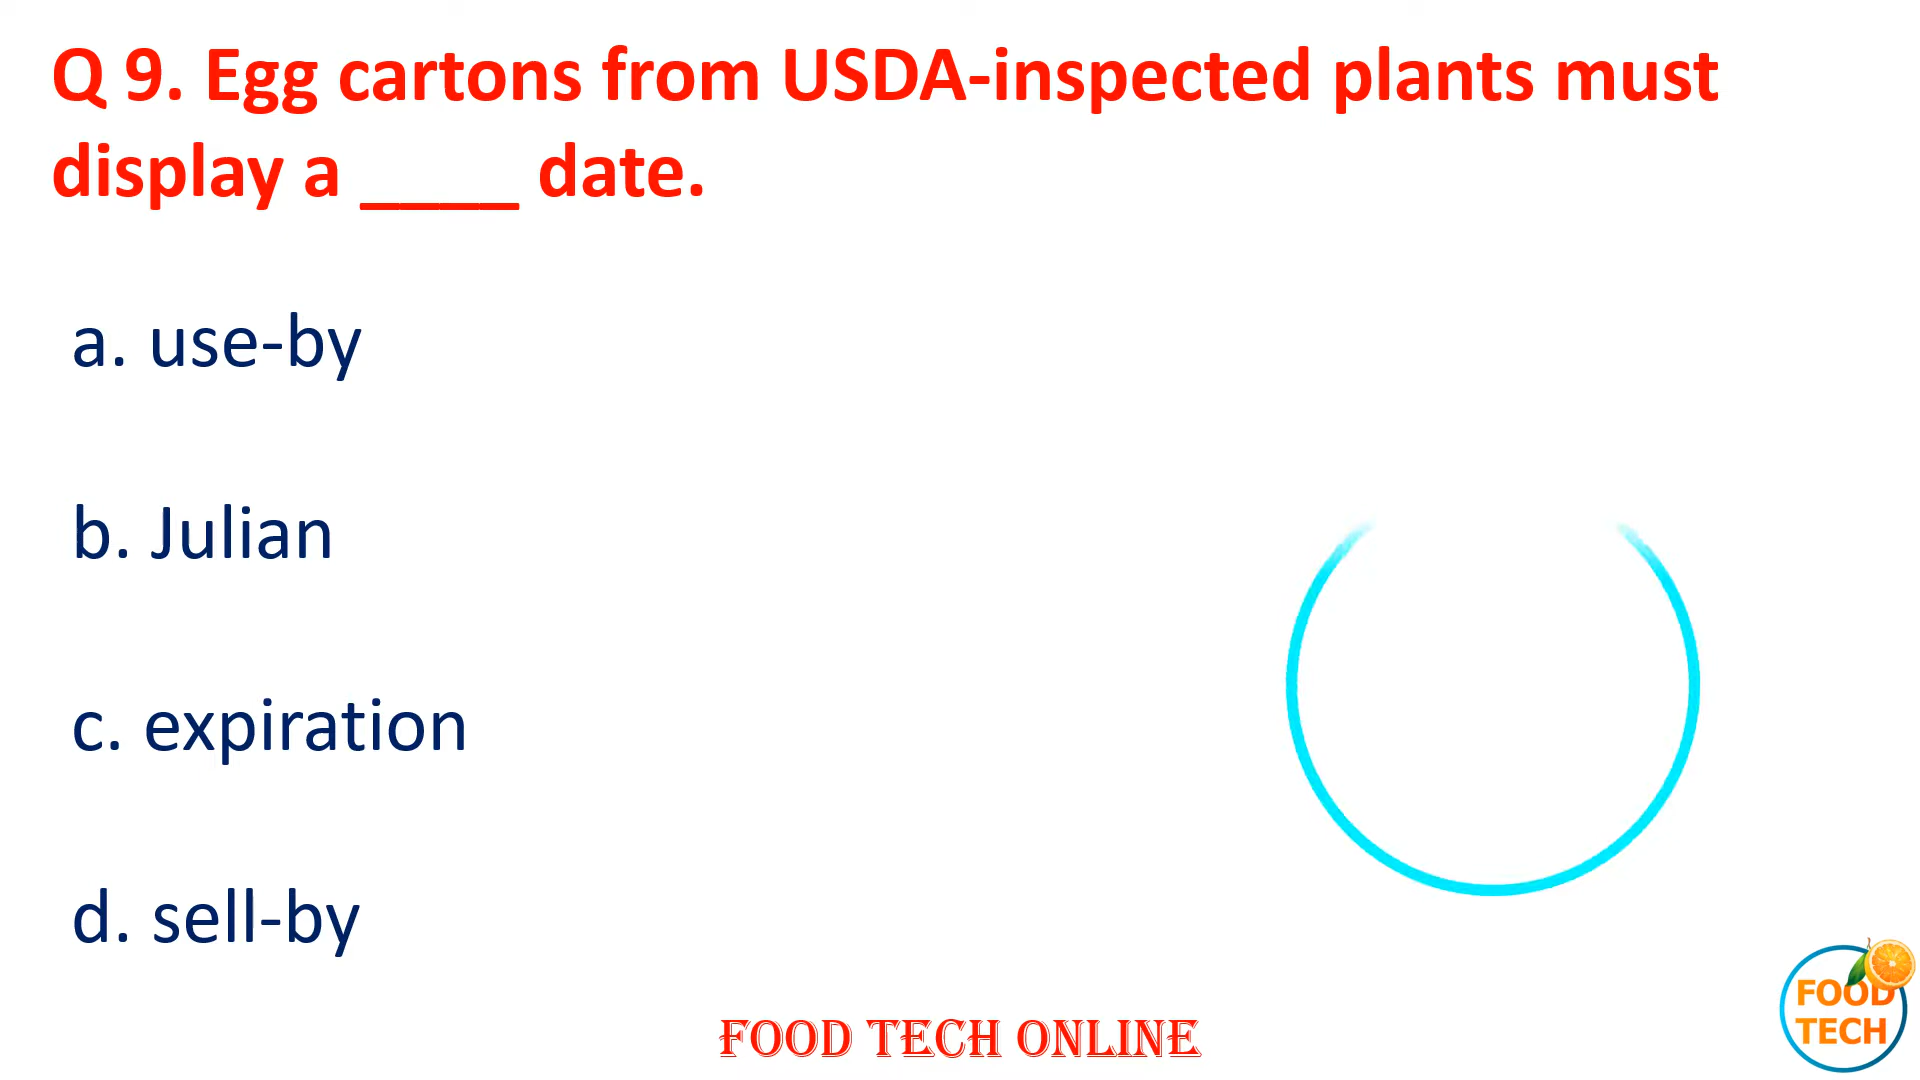 Q 9. Egg cartons from USDA-inspected plants must
display a ____ date.
a. use-by
b. Julian
c. expiration
d. sell-by
FOOD TECH ONLINE
FOOD
TECH